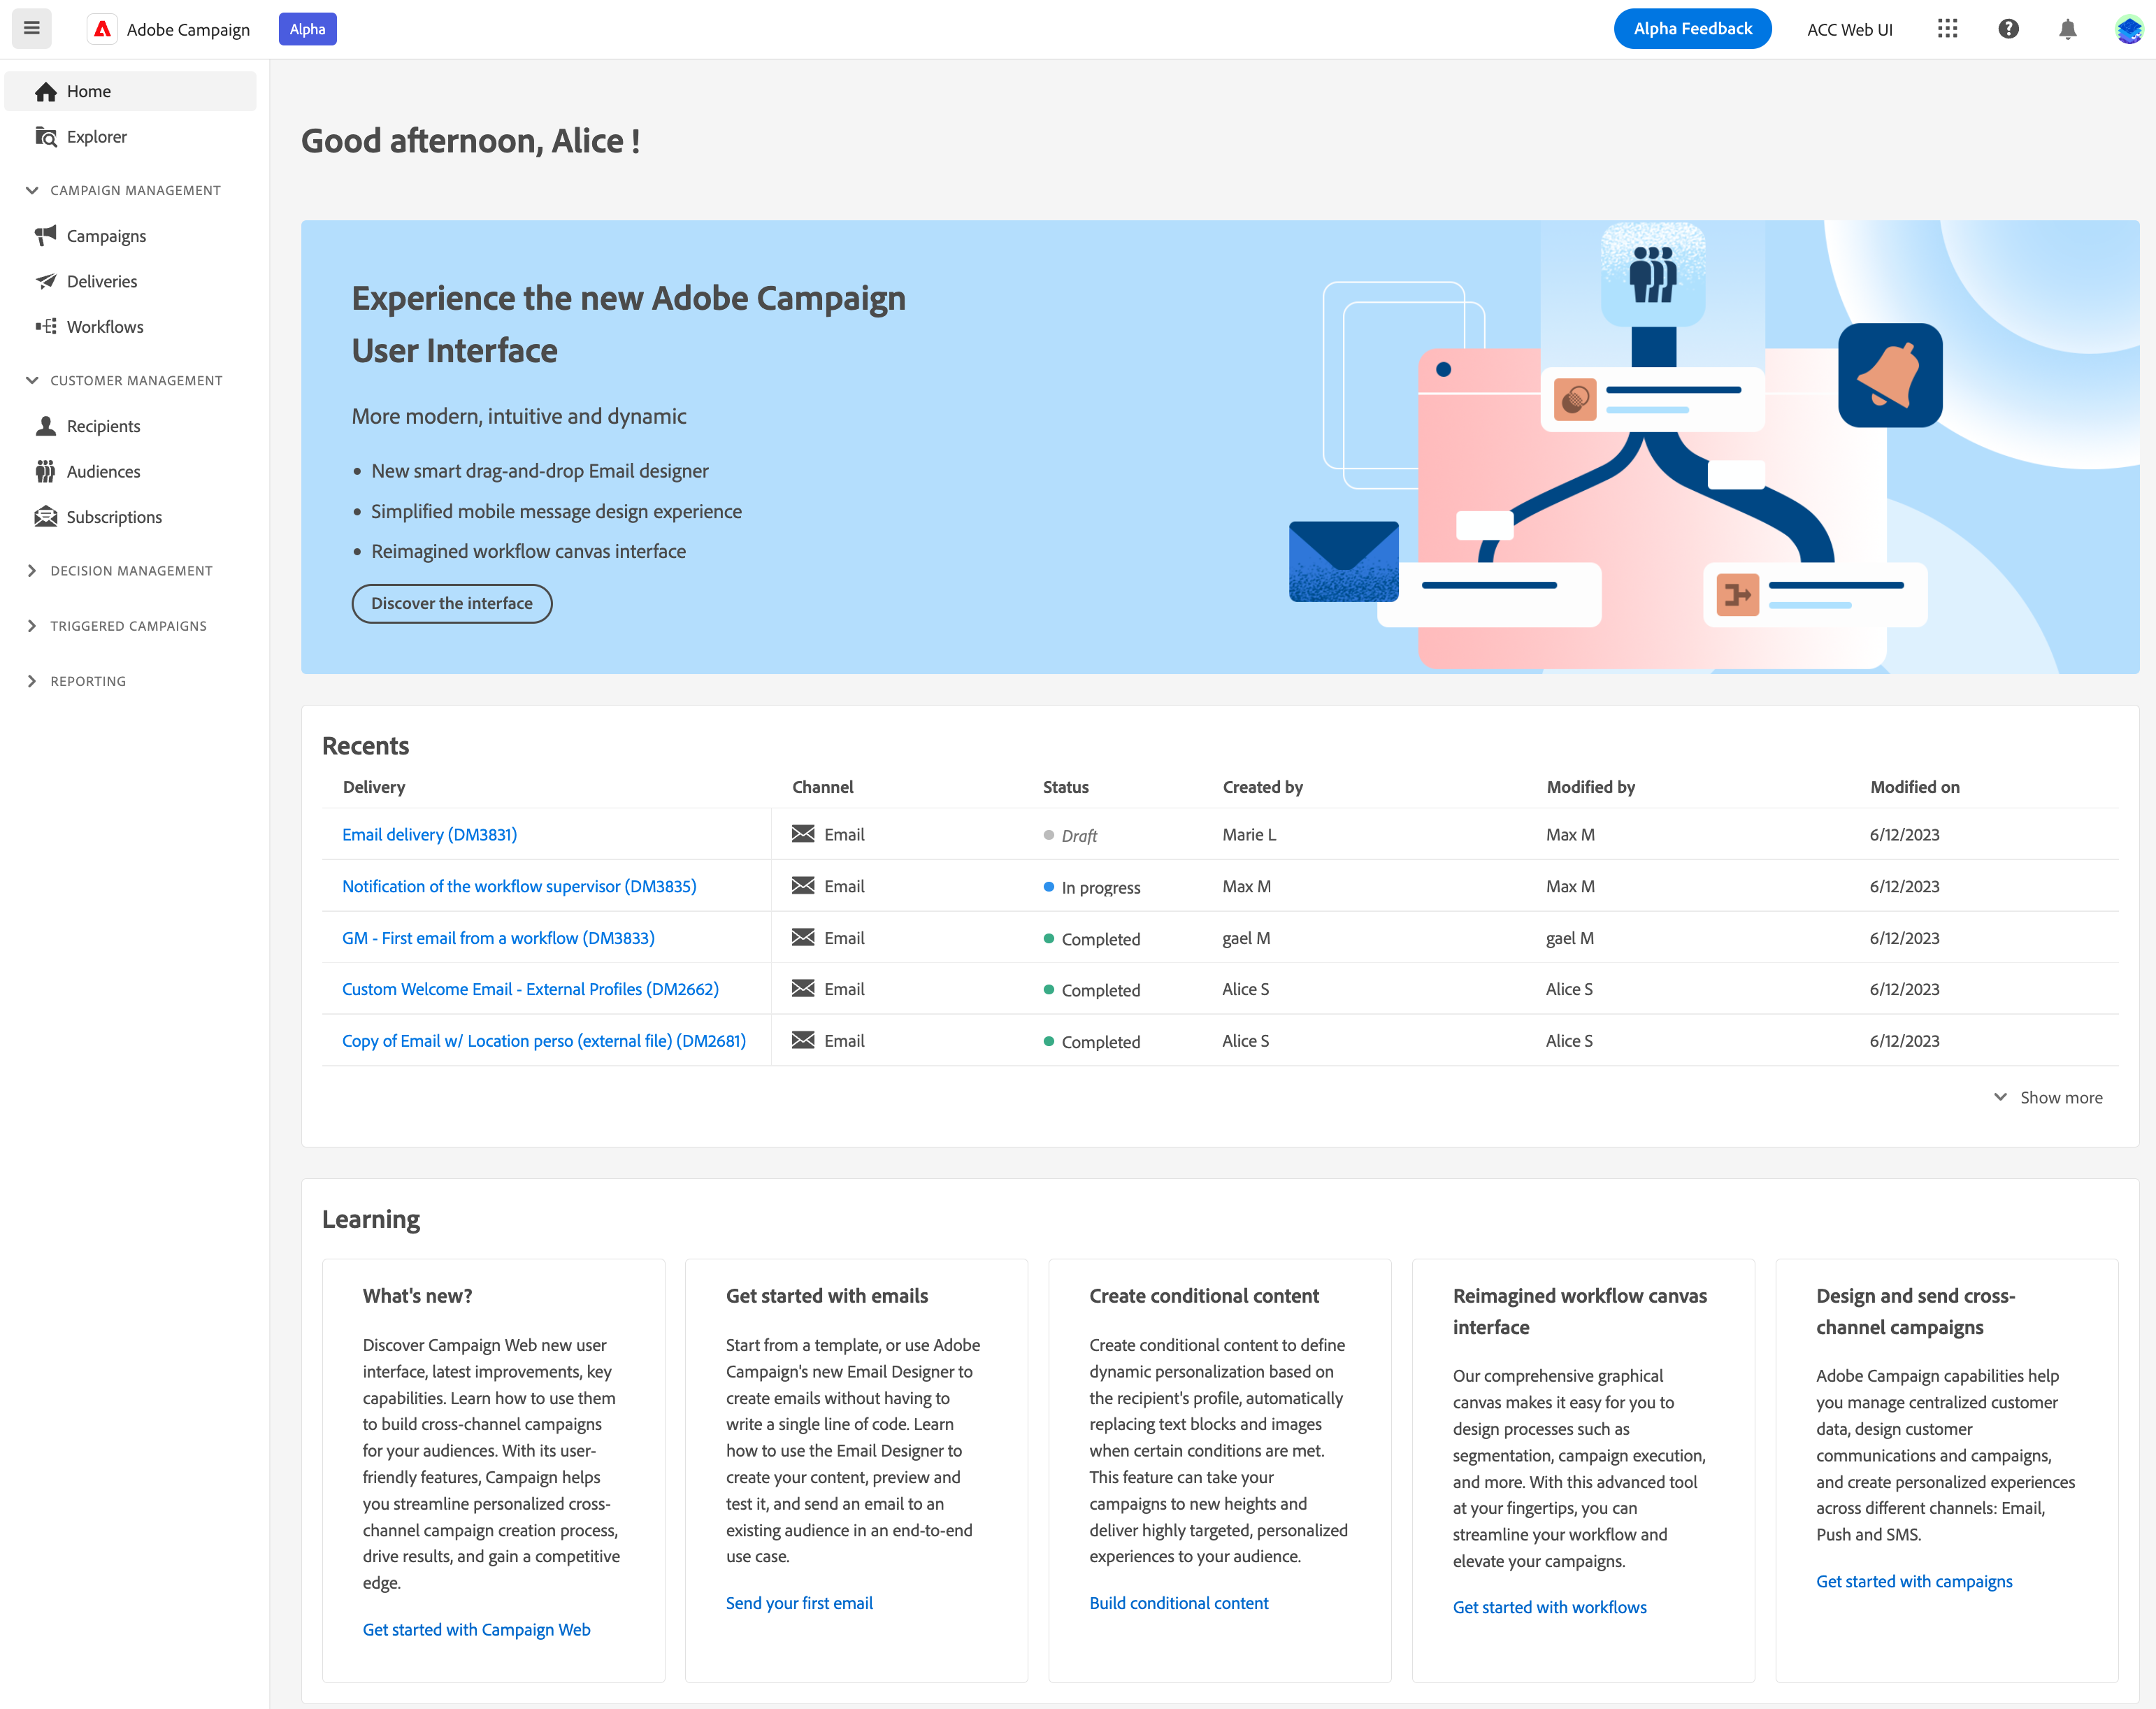 Adobe Campaign
Alpha
Alpha Feedback
ACC Web UI
Home
Explorer
CAMPAIGN MANAGEMENT
Campaigns
Deliveries
Workflows
CUSTOMER MANAGEMENT
Recipients
Audiences
Subscriptions
DECISION MANAGEMENT
TRIGGERED CAMPAIGNS
REPORTING
Good afternoon, Alice !
Experience the new Adobe Campaign
User Interface
More modern, intuitive and dynamic
• New smart drag-and-drop Email designer
• Simplified mobile message design experience
• Reimagined workflow canvas interface
Discover the interface
Recents
Delivery Channel Status Created by Modified by Modified on
Email delivery (DM3831) Email Draft Marie L Max M 6/12/2023
Notification of the workflow supervisor (DM3835) Email In progress Max M Max M 6/12/2023
GM - First email from a workflow (DM3833) Email Completed gael M gael M 6/12/2023
Custom Welcome Email - External Profiles (DM2662) Email Completed Alice S Alice S 6/12/2023
Copy of Email w/ Location perso (external file) (DM2681) Email Completed Alice S Alice S 6/12/2023
Show more
Learning
What's new?
Discover Campaign Web new user
interface, latest improvements, key
capabilities. Learn how to use them
to build cross-channel campaigns
for your audiences. With its user-
friendly features, Campaign helps
you streamline personalized cross-
channel campaign creation process,
drive results, and gain a competitive
edge.
Get started with Campaign Web
Get started with emails
Start from a template, or use Adobe
Campaign's new Email Designer to
create emails without having to
write a single line of code. Learn
how to use the Email Designer to
create your content, preview and
test it, and send an email to an
existing audience in an end-to-end
use case.
Send your first email
Create conditional content
Create conditional content to define
dynamic personalization based on
the recipient's profile, automatically
replacing text blocks and images
when certain conditions are met.
This feature can take your
campaigns to new heights and
deliver highly targeted, personalized
experiences to your audience.
Build conditional content
Reimagined workflow canvas
interface
Our comprehensive graphical
canvas makes it easy for you to
design processes such as
segmentation, campaign execution,
and more. With this advanced tool
at your fingertips, you can
streamline your workflow and
elevate your campaigns.
Get started with workflows
Design and send cross-
channel campaigns
Adobe Campaign capabilities help
you manage centralized customer
data, design customer
communications and campaigns,
and create personalized experiences
across different channels: Email,
Push and SMS.
Get started with campaigns